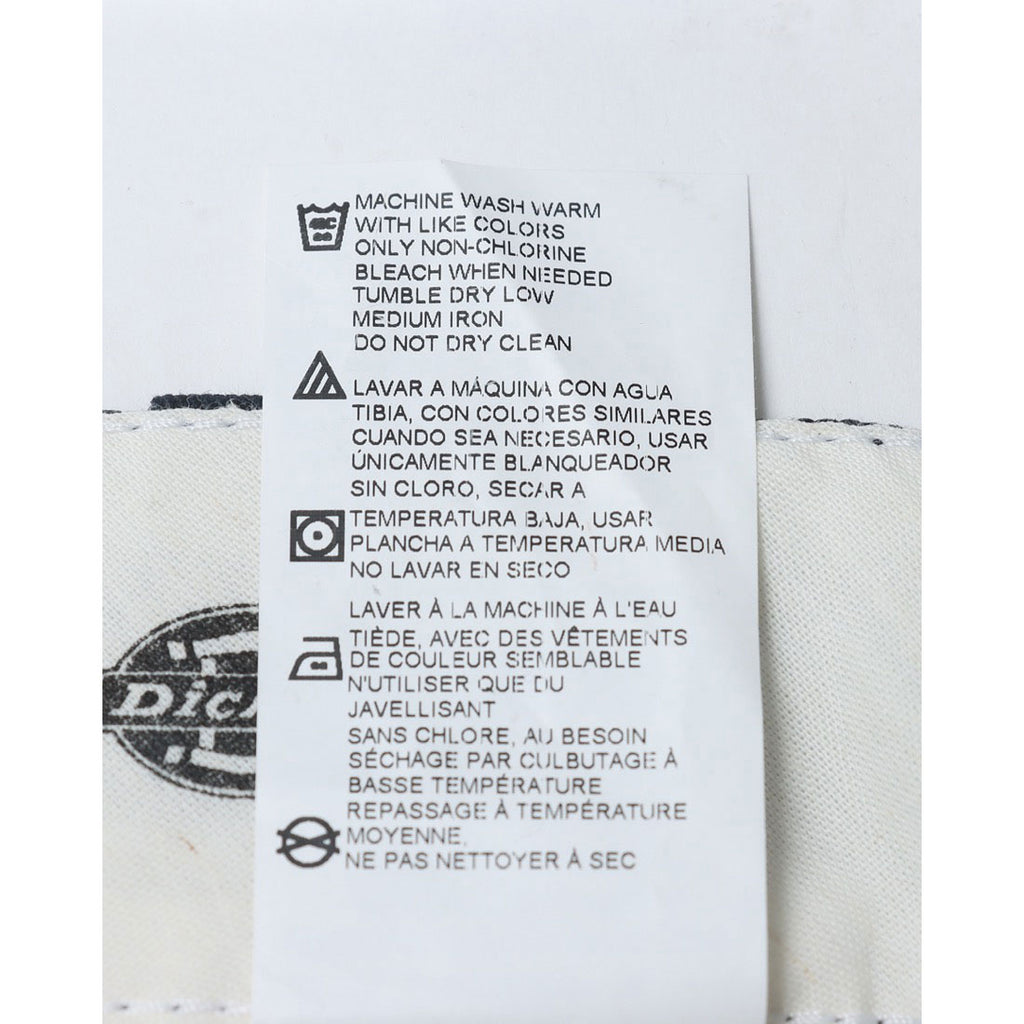 MACHINE WASH WARM
WITH LIKE COLORS
ONLY NON-CHLORINE
BLEACH WHEN NEEDED
TUMBLE DRY LOW
MEDIUM IRON
DO NOT DRY CLEAN
LAVAR A MÁQUINA CON AGUA
TIBIA, CON COLORES SIMILARES
CUANDO SEA NECESARIO, USAR
ÚNICAMENTE BLANQUEADOR
SIN CLORO, SECAR A
TEMPERATURA BAJA, USAR
PLANCHA A TEMPERATURA MEDIA
NO LAVAR EN SECO
LAVER À LA MACHINE À L'EAU
TIÈDE, AVEC DES VÊTEMENTS
DE COULEUR SEMBLABLE
N'UTILISER QUE DU
JAVELLISANT
SANS CHLORE, AU BESOIN
SÉCHAGE PAR CULBUTAGE À
BASSE TEMPÉRATURE
REPASSAGE À TEMPÉRATURE
MOYENNE,
NE PAS NETTOYER À SEC